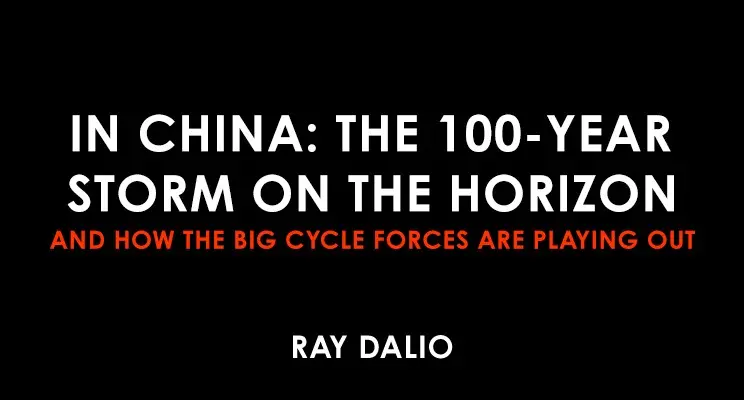 IN CHINA: THE 100-YEAR
STORM ON THE HORIZON
AND HOW THE BIG CYCLE FORCES ARE PLAYING OUT
RAY DALIO